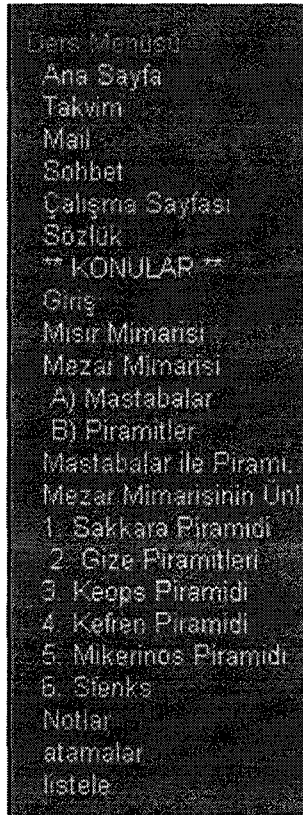 Ders Menüsü
Ana Sayfa
Takvim
Mail
Sohbet
Çalışma Sayfası
Sözlük
** KONULAR **
Giriş
Mısır Mimarisi
Mezar Mimarisi
A) Mastabalar
B) Piramitler
Mastabalar ile Pirami..
Mezar Mimarisinin Ünl
1. Sakkara Piramidi
2. Gize Piramitleri
3. Keops Piramidi
4. Kefren Piramidi
5. Mikerinos Piramidi
6. Sfenks
Notlar
atamalar
listele